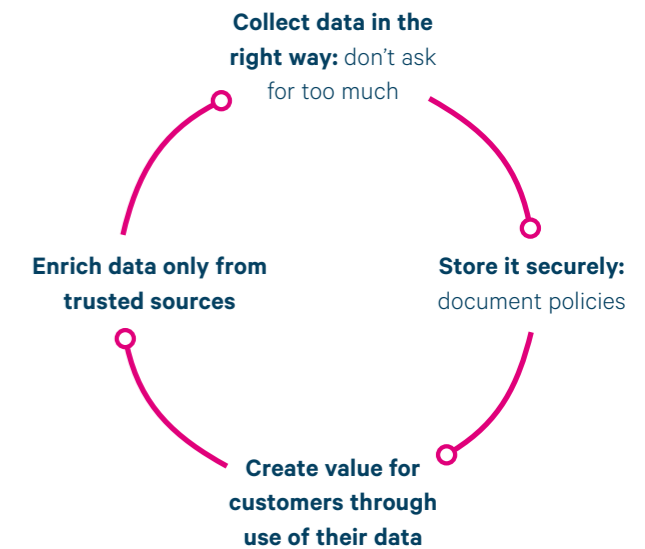 Collect data in the
right way: don’t ask
for too much
Store it securely:
document policies
Create value for
customers through
use of their data
Enrich data only from
trusted sources